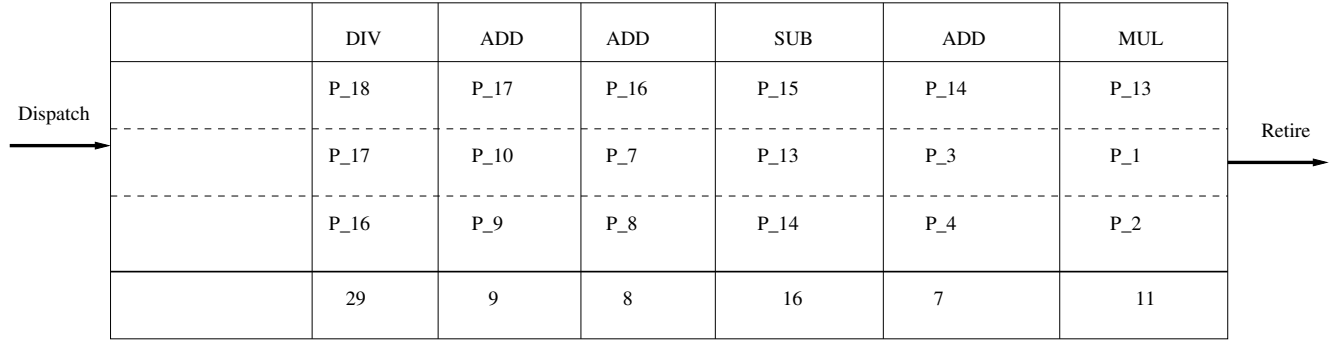 DIV ADD ADD SUB ADD MUL
P_18 P_17 P_16 P_15 P_14 P_13
Dispatch
Retire
P_17 P_10 P_7 P_13 P_3 P_1
P_16 P_9 P_8 P_14 P_4 P_2
29 9 8 16 7 11